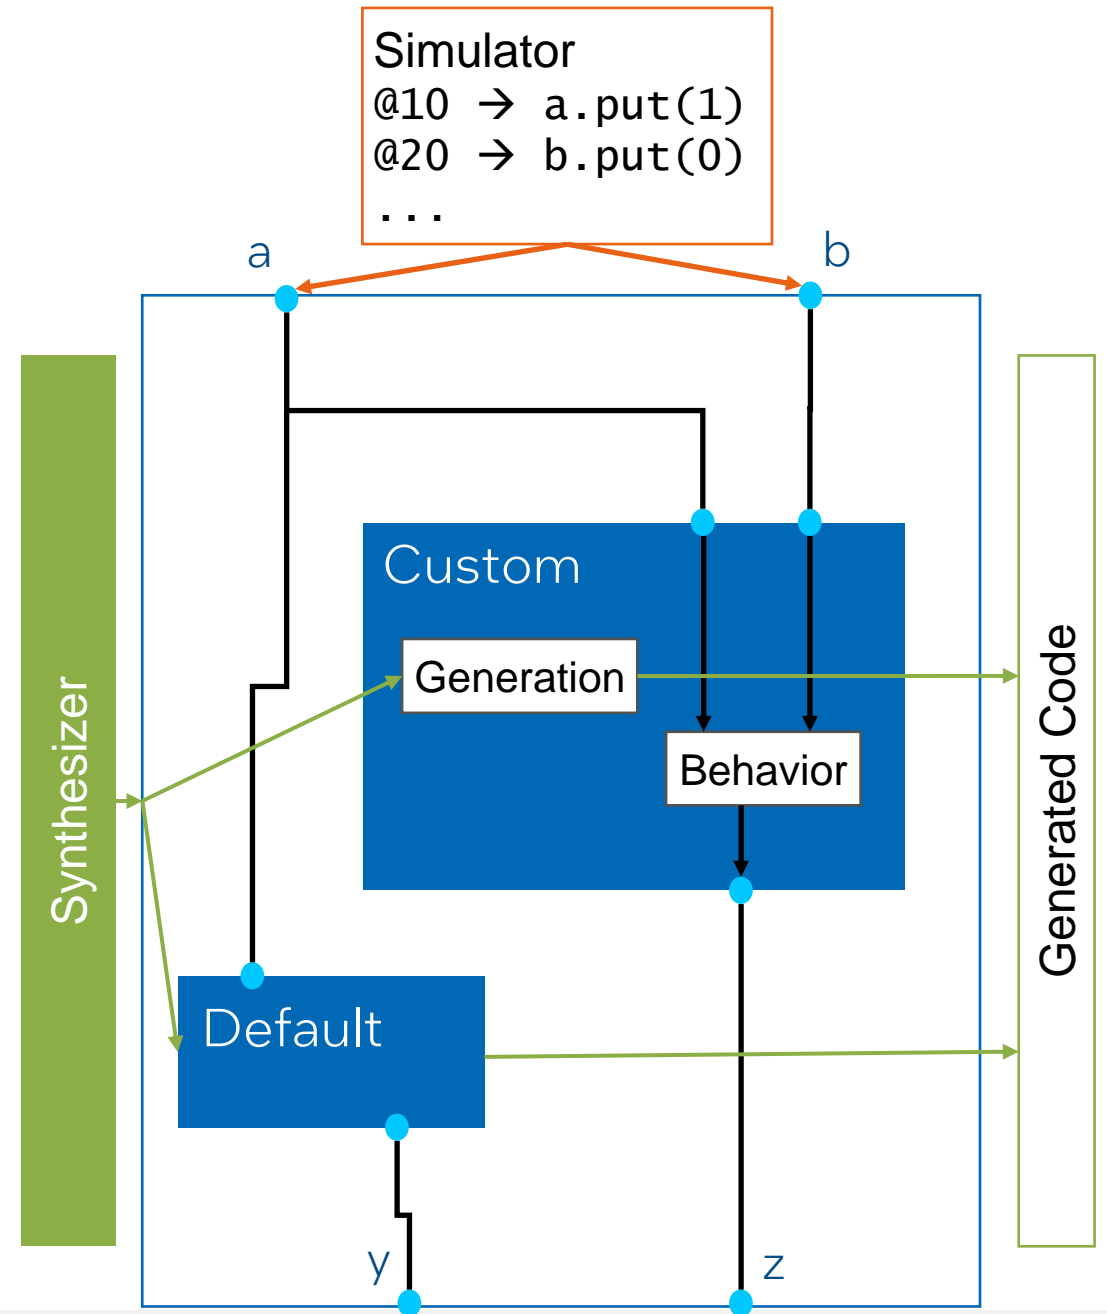 Simulator
@10 → a.put(1)
@20 → b.put(0)
...
a
b
Synthesizer
Custom
Generation
Behavior
Generated Code
Default
y
z